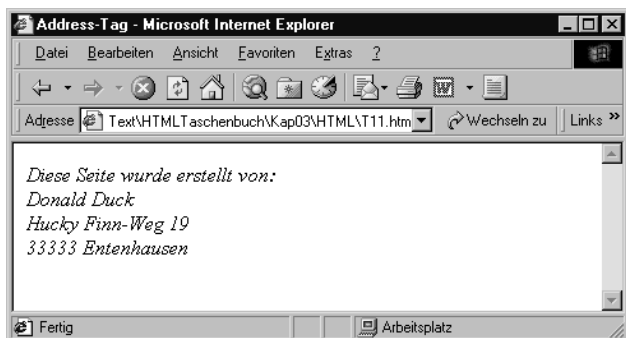 Address-Tag - Microsoft Internet Explorer
Datei Bearbeiten Ansicht Favoriten Extras ?
Adresse Text\HTMLTaschenbuch\Kap03\HTML\T11.htm Wechseln zu Links »
Diese Seite wurde erstellt von:
Donald Duck
Hucky Finn-Weg 19
33333 Entenhausen
Fertig Arbeitsplatz